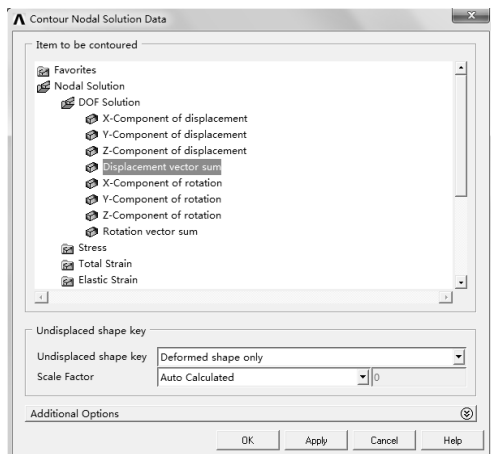 Contour Nodal Solution Data
Item to be contoured
Favorites
Nodal Solution
DOF Solution
X-Component of displacement
Y-Component of displacement
Z-Component of displacement
Displacement vector sum
X-Component of rotation
Y-Component of rotation
Z-Component of rotation
Rotation vector sum
Stress
Total Strain
Elastic Strain
Undisplaced shape key
Undisplaced shape key Deformed shape only
Scale Factor Auto Calculated 0
Additional Options
OK Apply Cancel Help